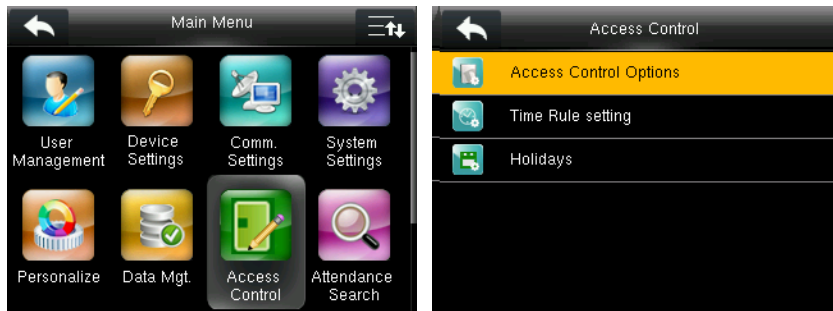 Main Menu
User
Management
Device
Settings
Comm.
Settings
System
Settings
Personalize
Data Mgt.
Access
Control
Attendance
Search
Access Control
Access Control Options
Time Rule setting
Holidays